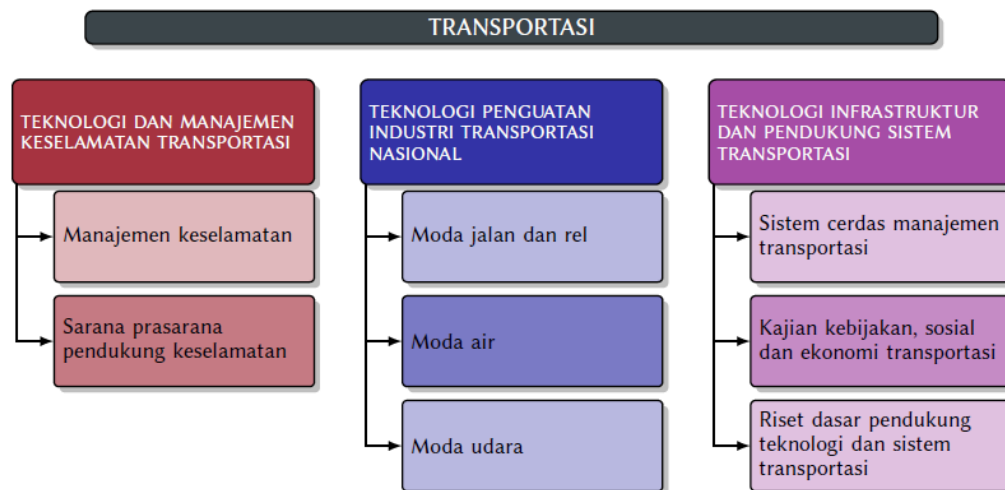 TRANSPORTASI
TEKNOLOGI DAN MANAJEMEN
KESELAMATAN TRANSPORTASI
Manajemen keselamatan
Sarana prasarana
pendukung keselamatan
TEKNOLOGI PENGUATAN
INDUSTRI TRANSPORTASI
NASIONAL
Moda jalan dan rel
Moda air
Moda udara
TEKNOLOGI INFRASTRUKTUR
DAN PENDUKUNG SISTEM
TRANSPORTASI
Sistem cerdas manajemen
transportasi
Kajian kebijakan, sosial
dan ekonomi transportasi
Riset dasar pendukung
teknologi dan sistem
transportasi